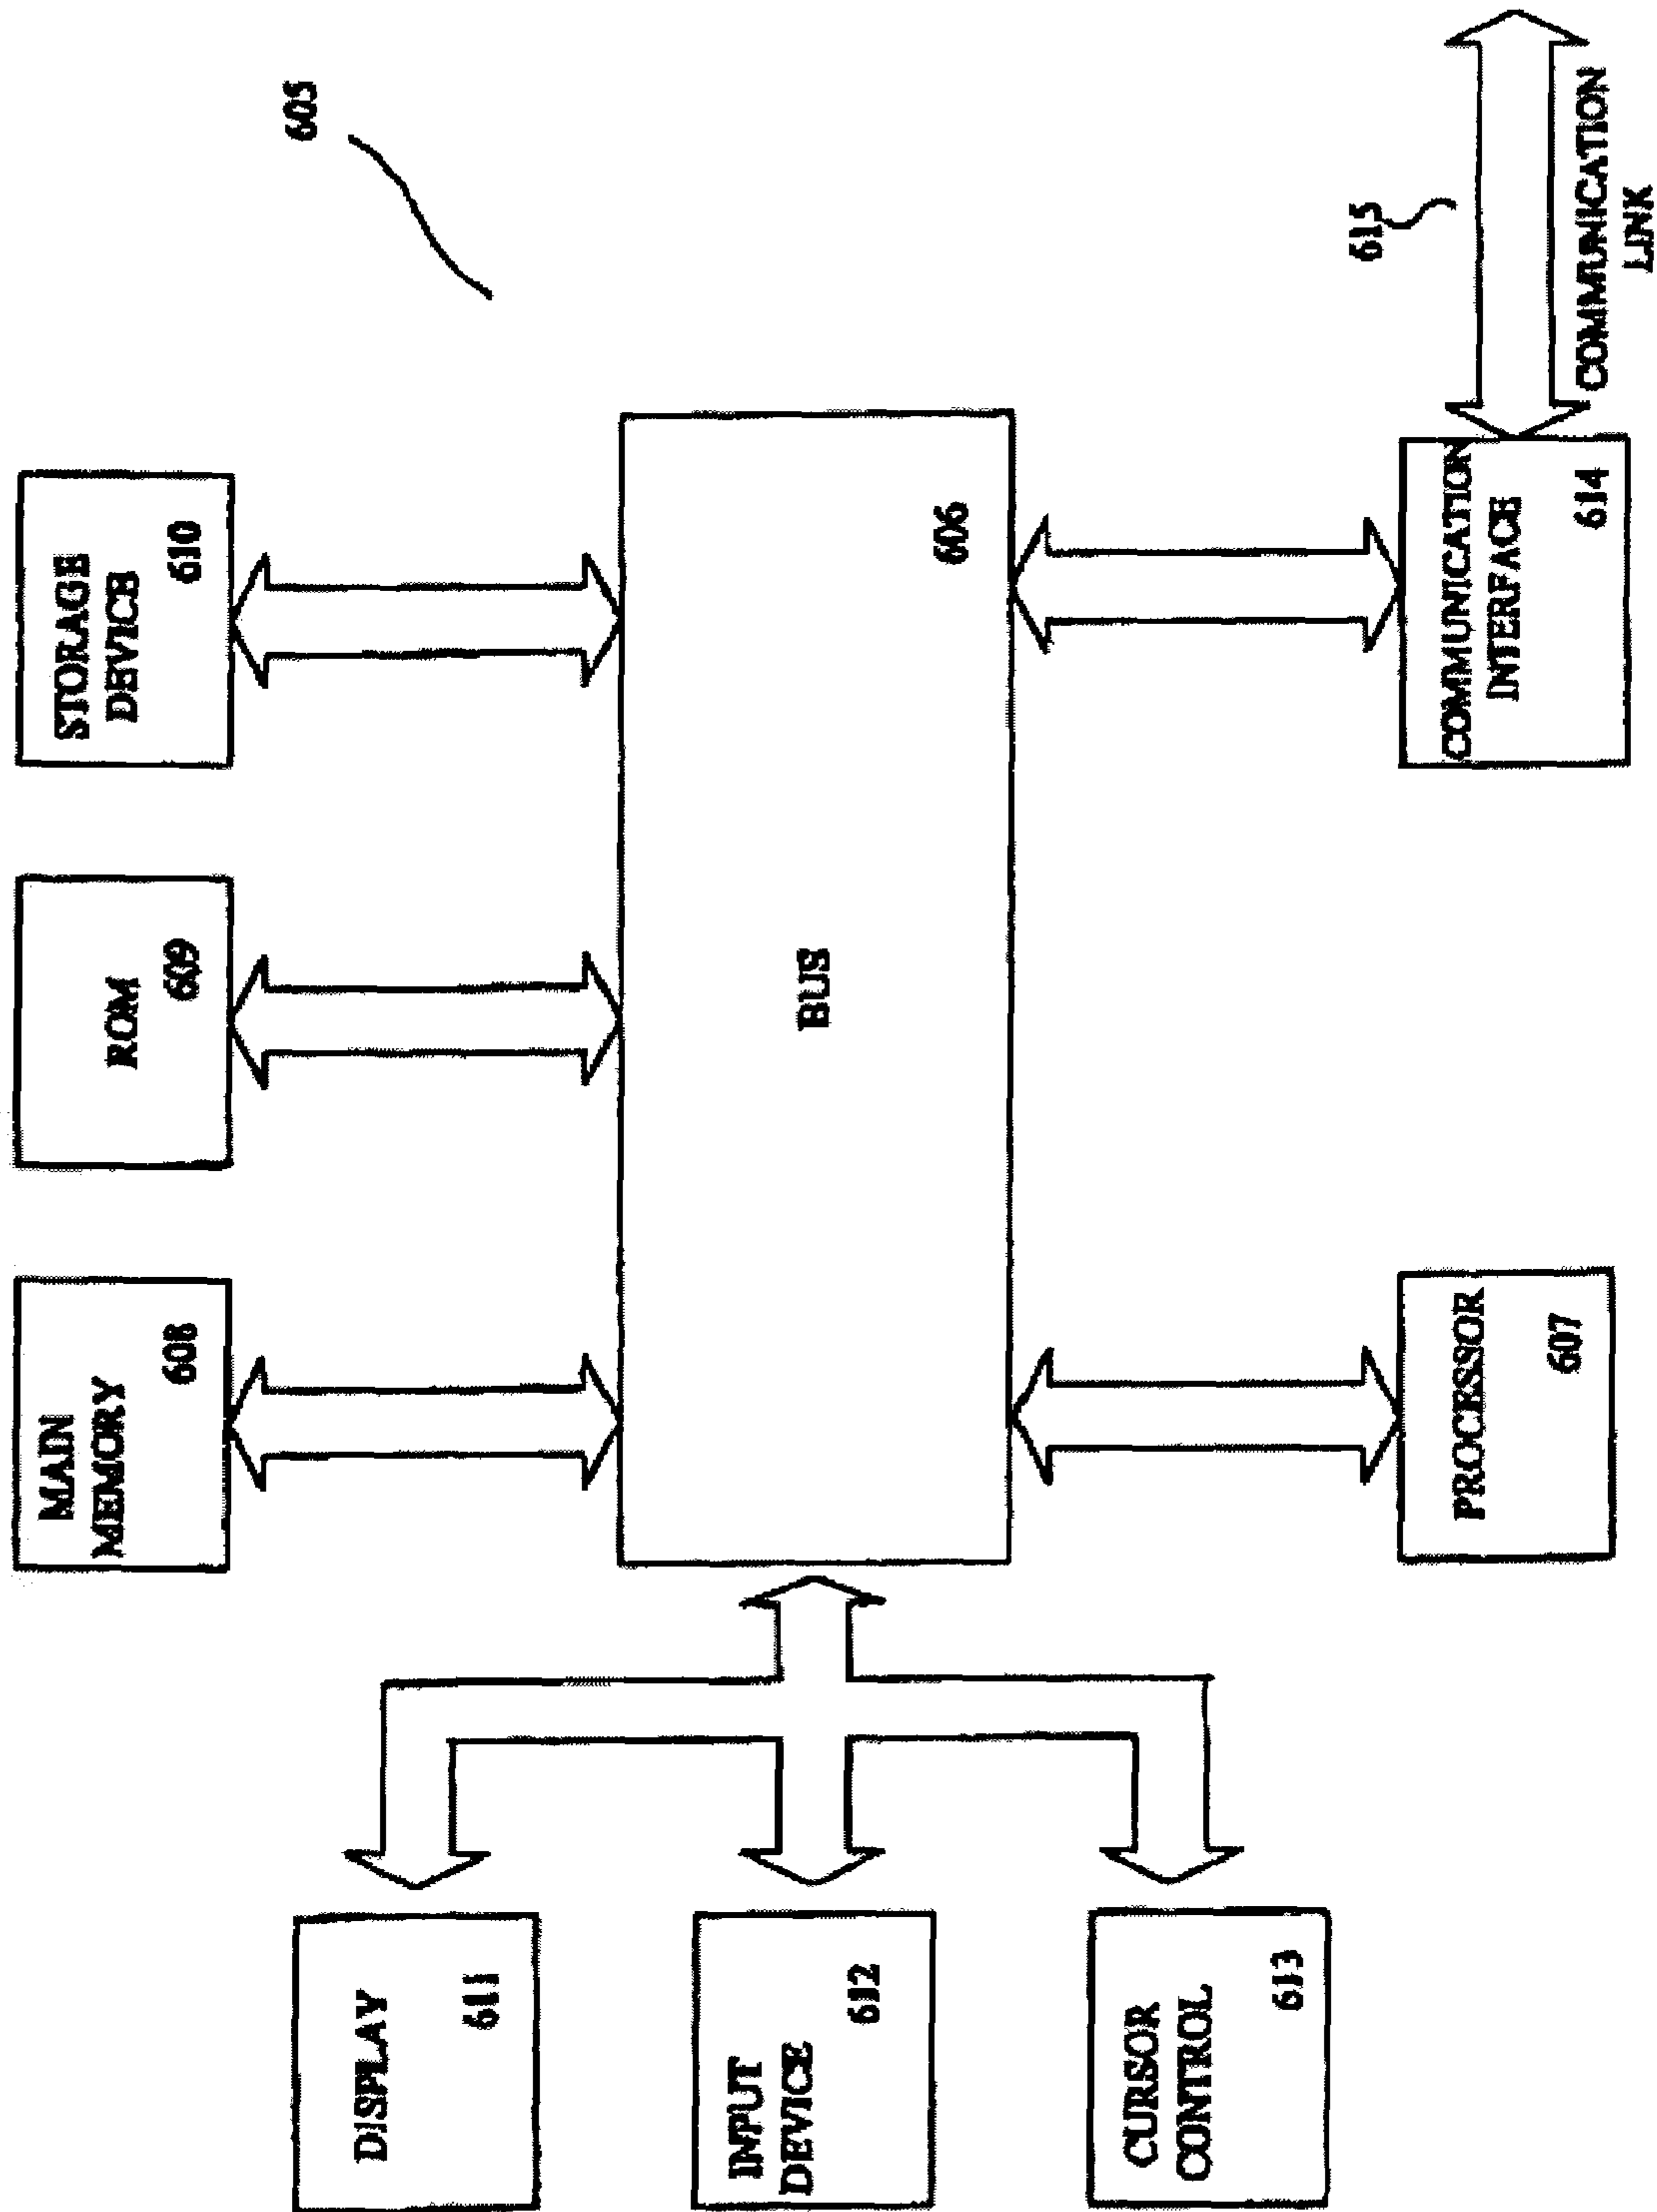 605
MAIN
MEMORY
608
ROM
609
STORAGE
DEVICE
610
DISPLAY
611
INPUT
DEVICE
612
CURSOR
CONTROL
613
BUS
606
PROCESSOR
607
COMMUNICATION
INTERFACE
614
615
COMMUNICATION
LINK